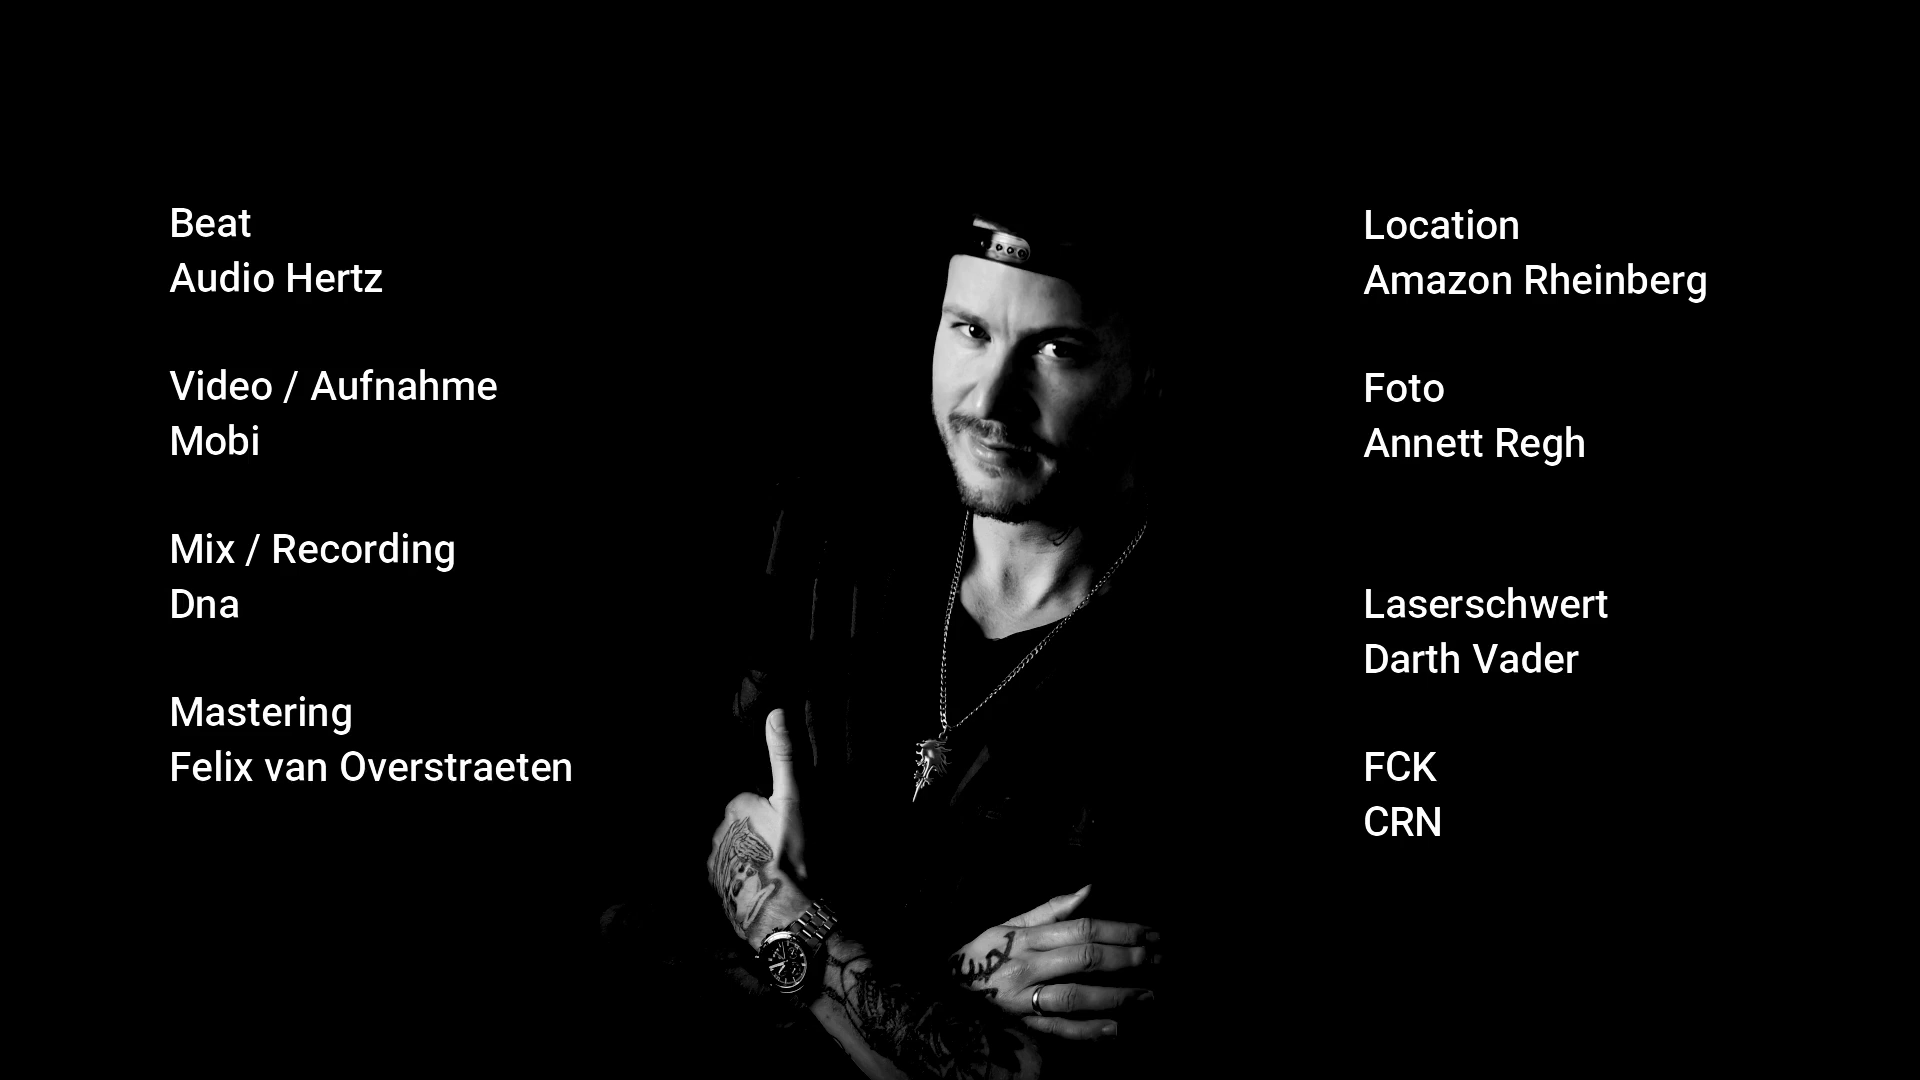 Beat
Audio Hertz
Video / Aufnahme
Mobi
Mix / Recording
Dna
Mastering
Felix van Overstraeten
Location
Amazon Rheinberg
Foto
Annett Regh
Laserschwert
Darth Vader
FCK
CRN